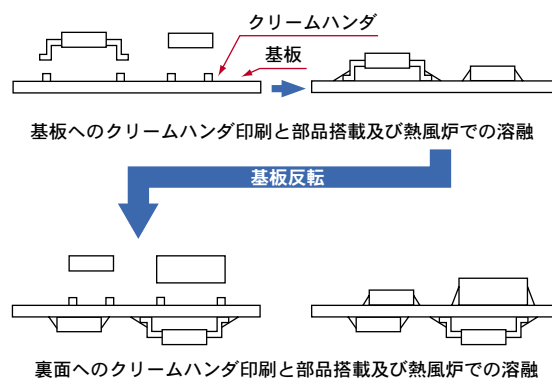 クリームハンダ
基板
基板へのクリームハンダ印刷と部品搭載及び熱風炉での溶融
基板反転
裏面へのクリームハンダ印刷と部品搭載及び熱風炉での溶融